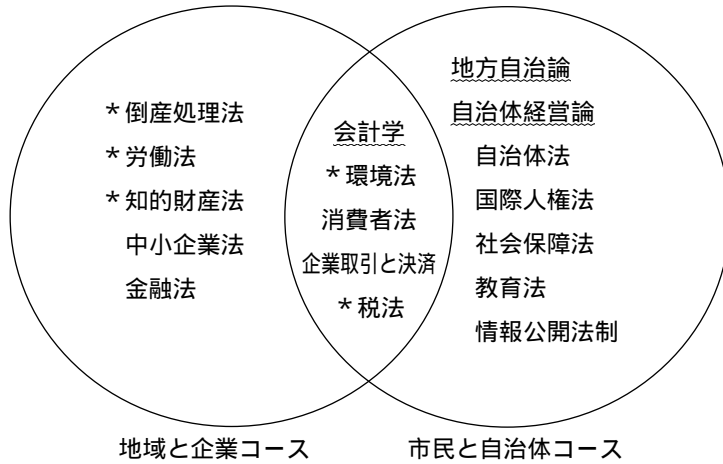 ＊倒産処理法
＊労働法
＊知的財産法
中小企業法
金融法
会計学
＊環境法
消費者法
企業取引と決済
＊税法
地方自治論
自治体経営論
自治体法
国際人権法
社会保障法
教育法
情報公開法制
地域と企業コース
市民と自治体コース